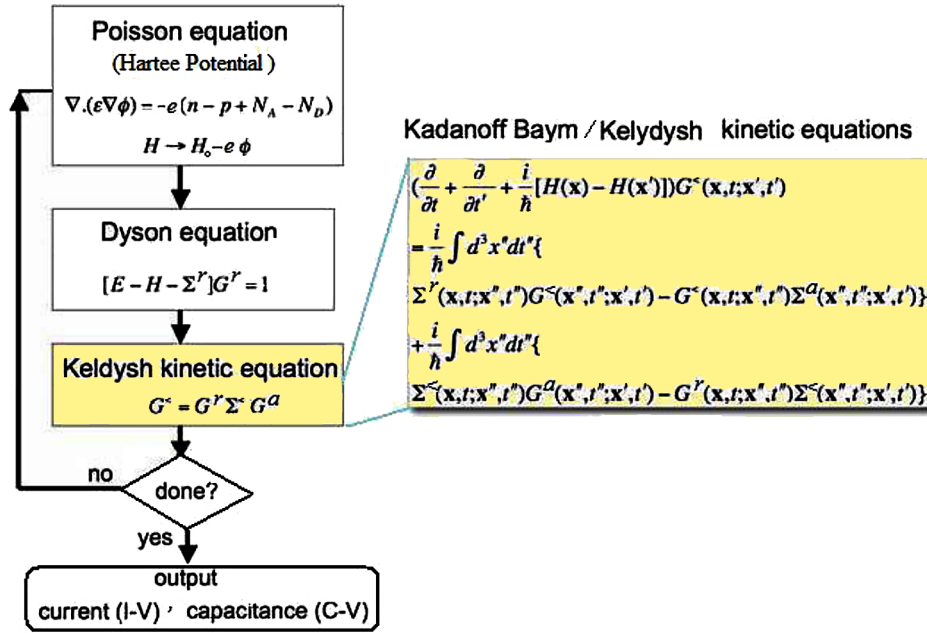 Poisson equation
(Hartee Potential )
∇.(ε∇ϕ) = -e(n - p + N_A - N_D)
H → H_o - e ϕ
Dyson equation
[E - H - Σ^r]G^r = 1
Keldysh kinetic equation
G^< = G^r Σ^< G^a
no
done?
yes
output
current (I-V) , capacitance (C-V)
Kadanoff Baym / Kelydysh kinetic equations
(∂/∂t + ∂/∂t' + i/ħ[H(x) - H(x')])G^<(x,t;x',t')
= i/ħ ∫ d³x"dt"{
Σ^r(x,t;x",t")G^<(x",t";x',t') - G^<(x,t;x",t")Σ^a(x",t";x',t')}
+ i/ħ ∫ d³x"dt"{
Σ^<(x,t;x",t")G^a(x",t";x',t') - G^r(x,t;x",t")Σ^<(x",t";x',t')}